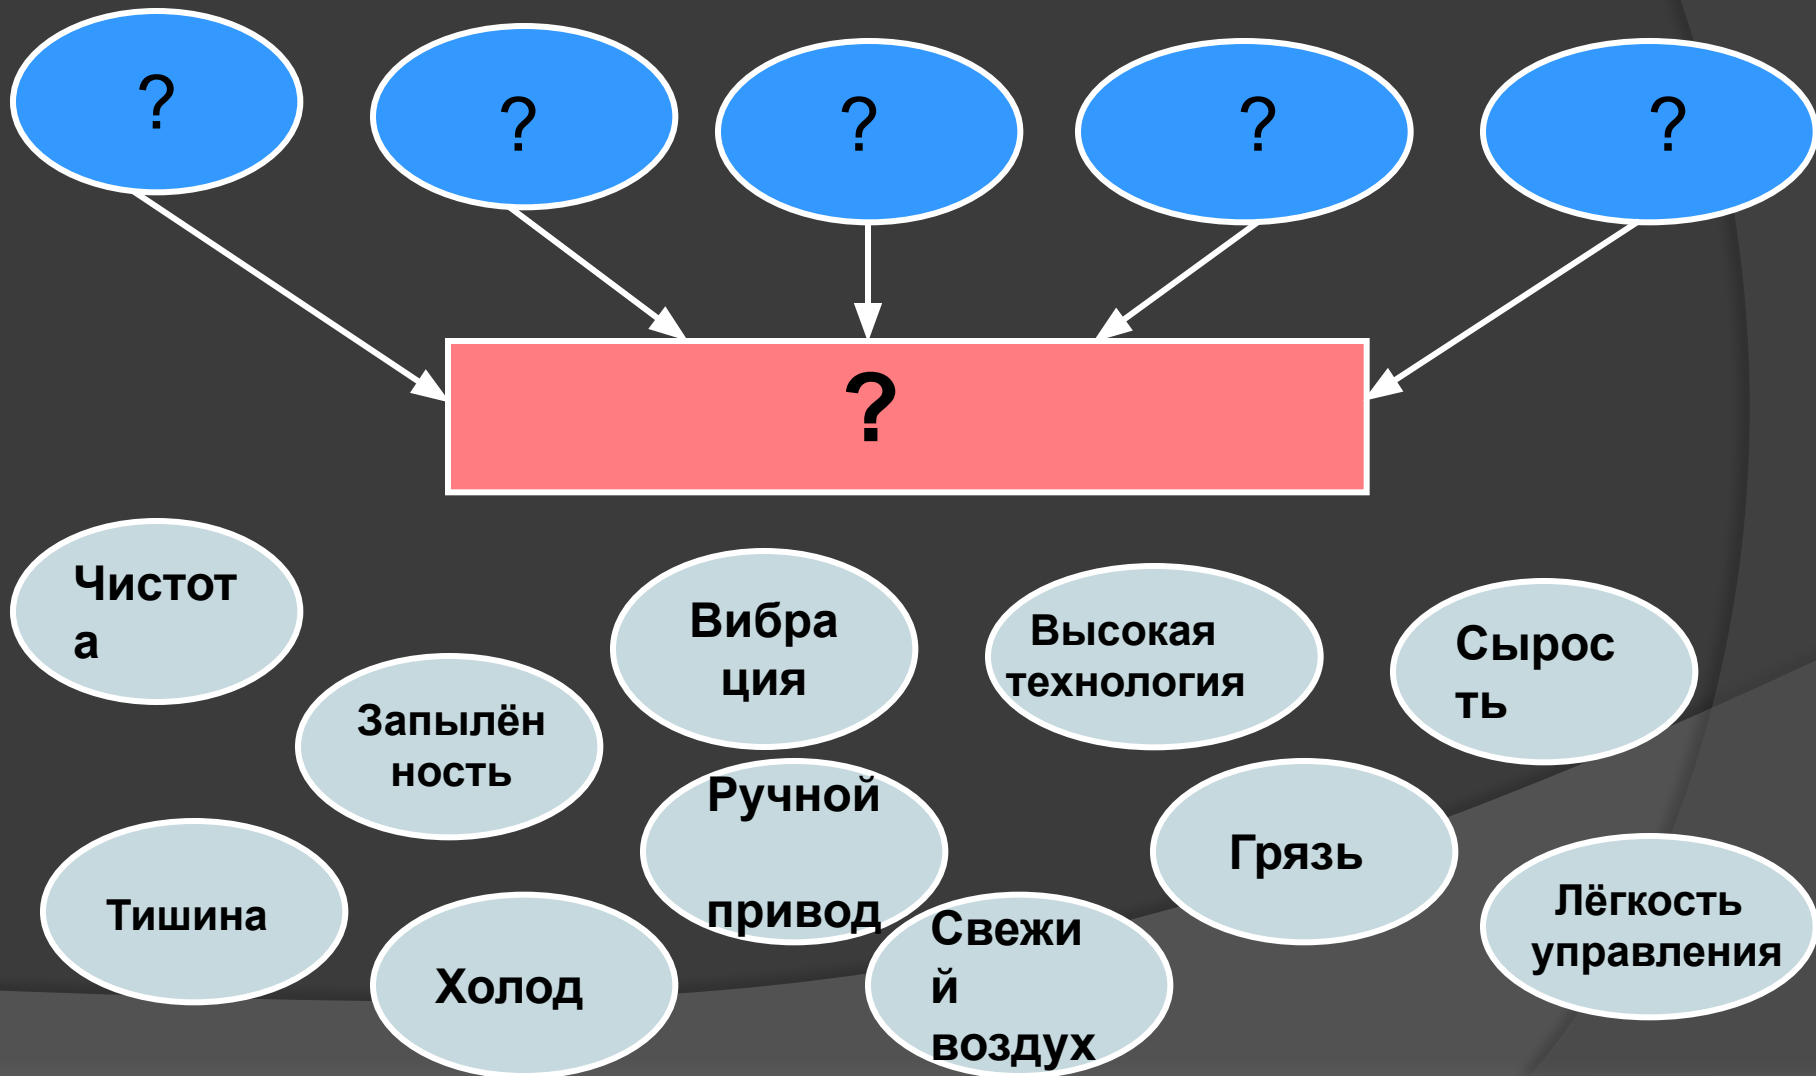 ?
?
?
?
?
?
Чистот
а
Вибра
ция
Высокая
технология
Сырос
ть
Запылён
ность
Ручной
привод
Грязь
Тишина
Холод
Свежи
й
воздух
Лёгкость
управления